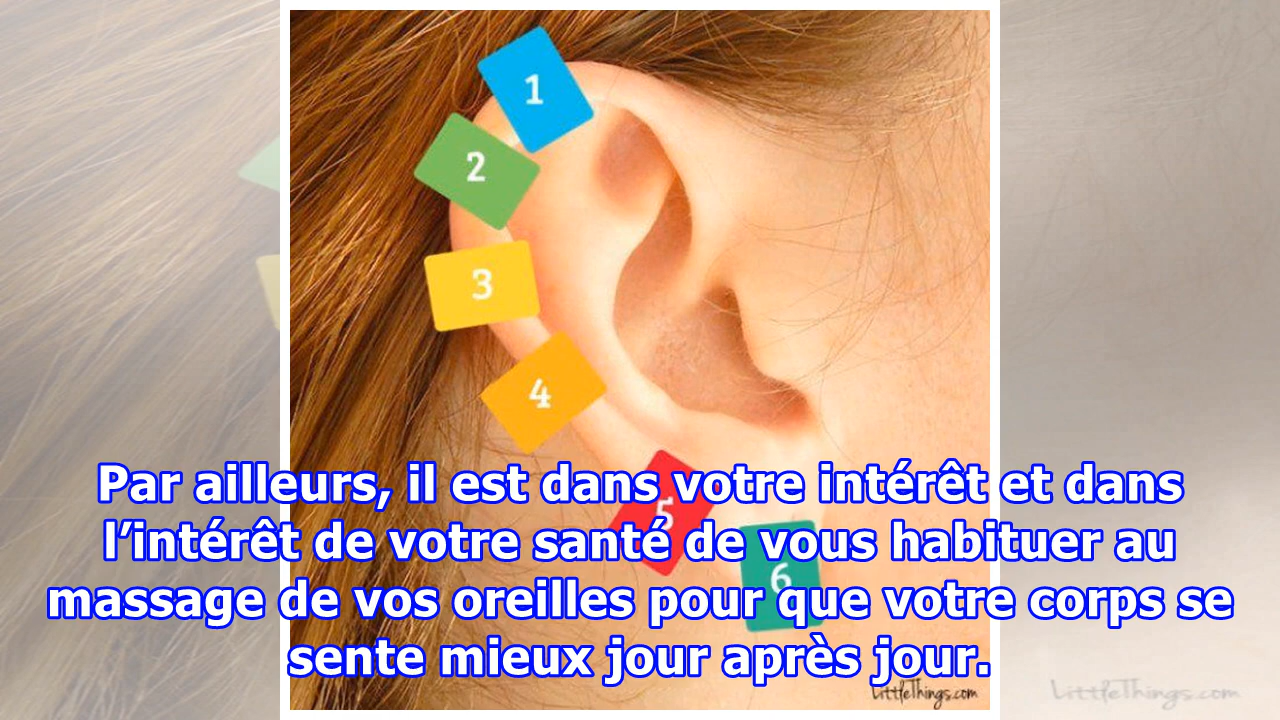 1
2
3
4
5
6
Par ailleurs, il est dans votre intérêt et dans
l’intérêt de votre santé de vous habituer au
massage de vos oreilles pour que votre corps se
sente mieux jour après jour.
LittleThings.com
LittleThings.com